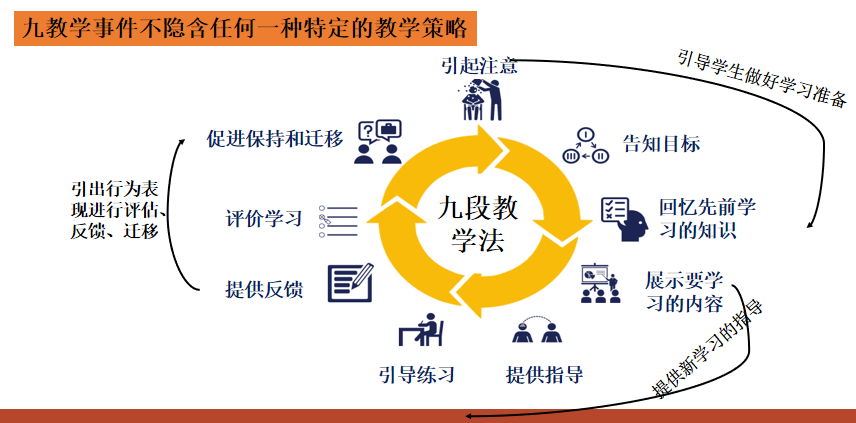 九教学事件不隐含任何一种特定的教学策略
引起注意
引导学生做好学习准备
告知目标
回忆先前学
习的知识
展示要学
习的内容
提供新学习的指导
提供指导
引导练习
提供反馈
评价学习
促进保持和迁移
引出行为表
现进行评估、
反馈、迁移
九段教
学法
I
III
II
?